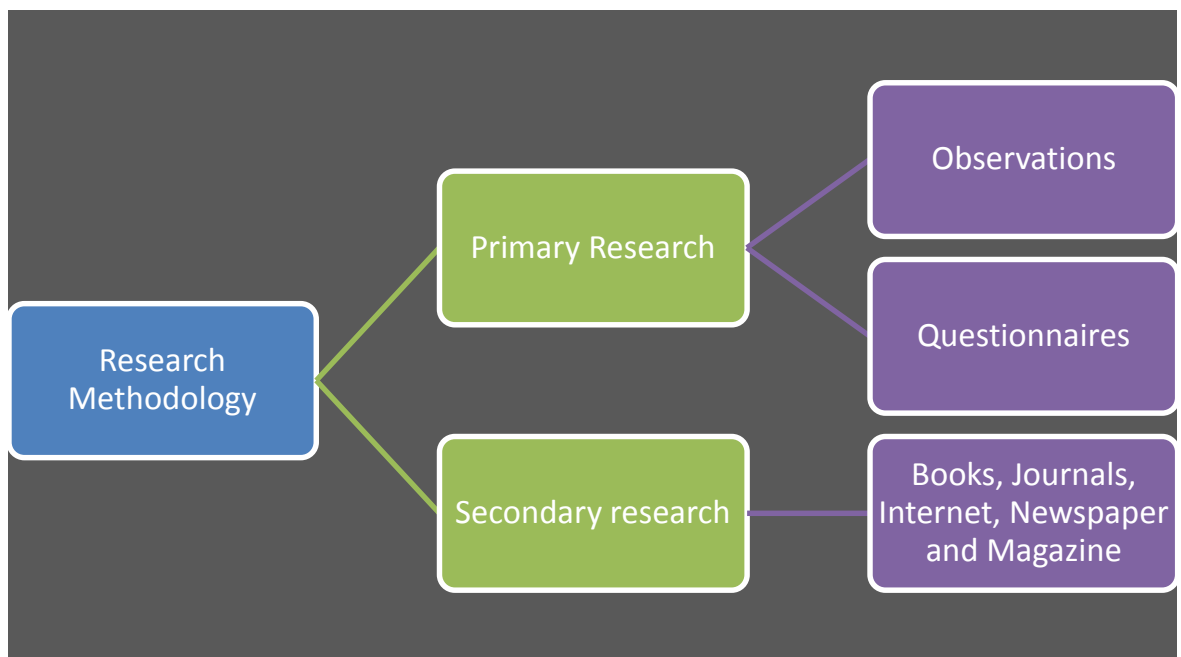 Research
Methodology
Primary Research
Observations
Questionnaires
Secondary research
Books, Journals,
Internet, Newspaper
and Magazine